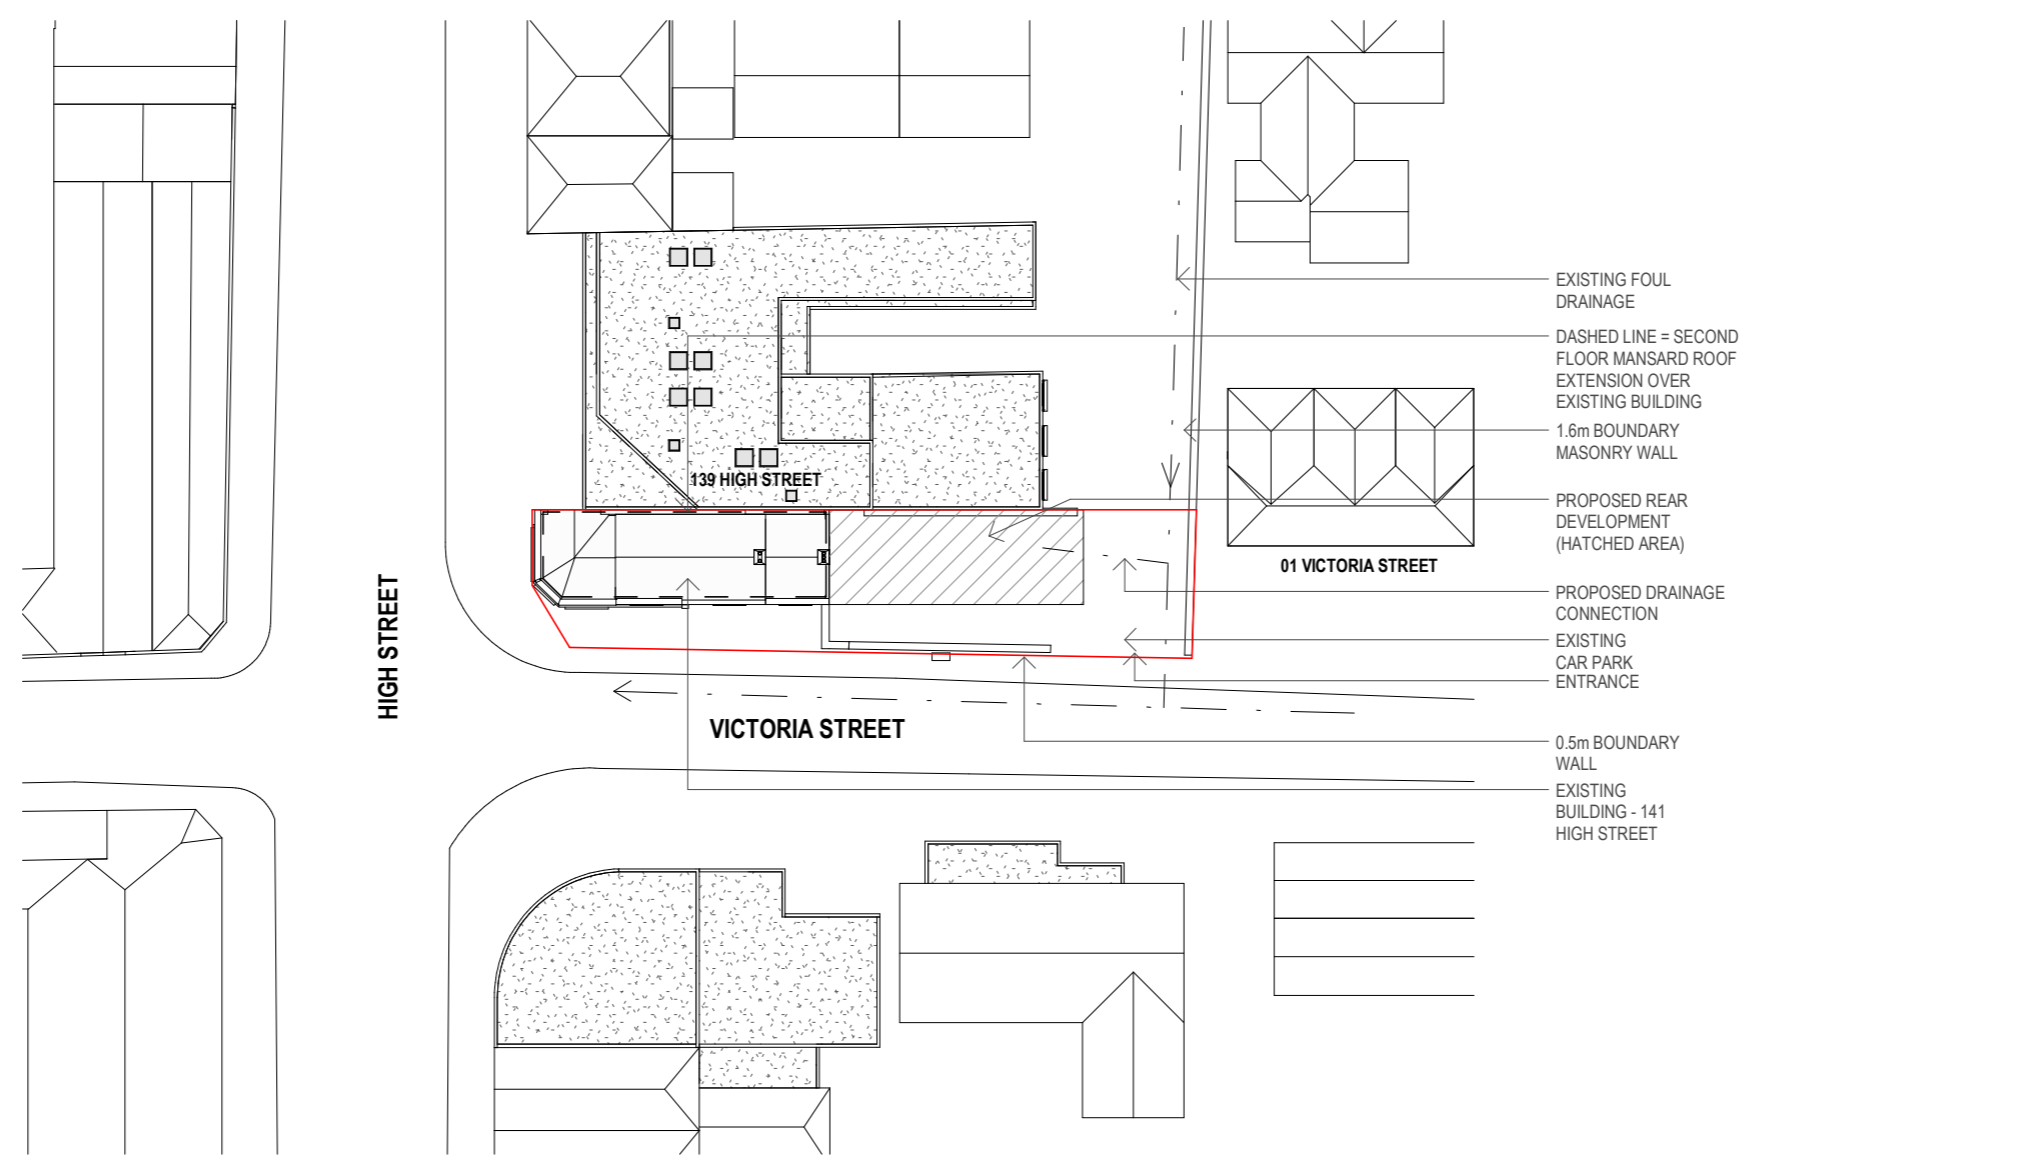 EXISTING FOUL
DRAINAGE
DASHED LINE = SECOND
FLOOR MANSARD ROOF
EXTENSION OVER
EXISTING BUILDING
1.6m BOUNDARY
MASONRY WALL
139 HIGH STREET
PROPOSED REAR
DEVELOPMENT
(HATCHED AREA)
01 VICTORIA STREET
PROPOSED DRAINAGE
CONNECTION
EXISTING
CAR PARK
ENTRANCE
HIGH STREET
VICTORIA STREET
0.5m BOUNDARY
WALL
EXISTING
BUILDING - 141
HIGH STREET